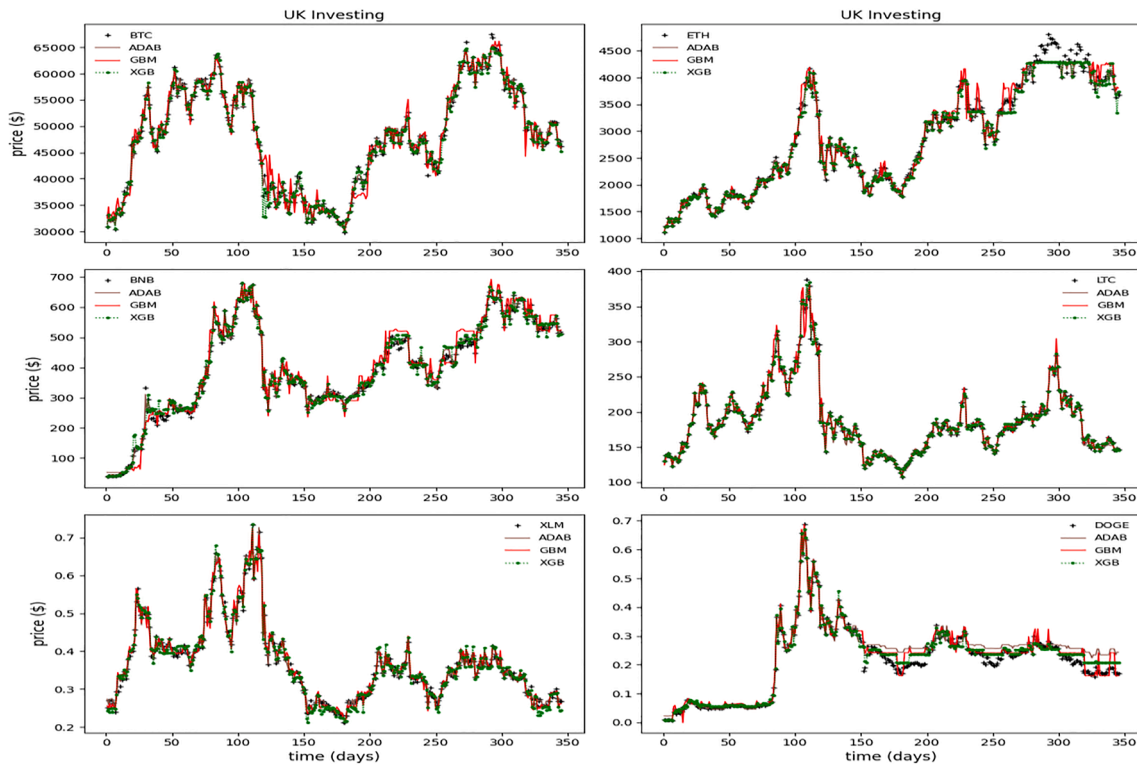 UK Investing
UK Investing
BTC
ADAB
GBM
XGB
price ($)
65000
60000
55000
50000
45000
40000
35000
30000
0 50 100 150 200 250 300 350
ETH
ADAB
GBM
XGB
4500
4000
3500
3000
2500
2000
1500
1000
0 50 100 150 200 250 300 350
BNB
ADAB
GBM
XGB
price ($)
700
600
500
400
300
200
100
0 50 100 150 200 250 300 350
LTC
ADAB
GBM
XGB
400
350
300
250
200
150
100
0 50 100 150 200 250 300 350
XLM
ADAB
GBM
XGB
price ($)
0.7
0.6
0.5
0.4
0.3
0.2
0 50 100 150 200 250 300 350
time (days)
DOGE
ADAB
GBM
XGB
0.7
0.6
0.5
0.4
0.3
0.2
0.1
0.0
0 50 100 150 200 250 300 350
time (days)